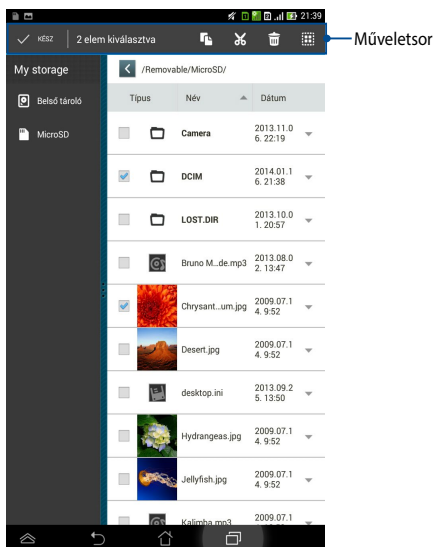 21:39
KÉSZ 2 elem kiválasztva
Műveletsor
My storage
/Removable/MicroSD/
Belső tároló
MicroSD
Típus Név Dátum
Camera 2013.11.0
6. 22:19
DCIM 2014.01.1
6. 21:38
LOST.DIR 2013.10.0
1. 20:57
Bruno M...de.mp3 2013.08.0
2. 13:47
Chrysant...um.jpg 2009.07.1
4. 9:52
Desert.jpg 2009.07.1
4. 9:52
desktop.ini 2013.09.2
5. 13:50
Hydrangeas.jpg 2009.07.1
4. 9:52
Jellyfish.jpg 2009.07.1
4. 9:52
Kalimba.mp3 2009.07.1